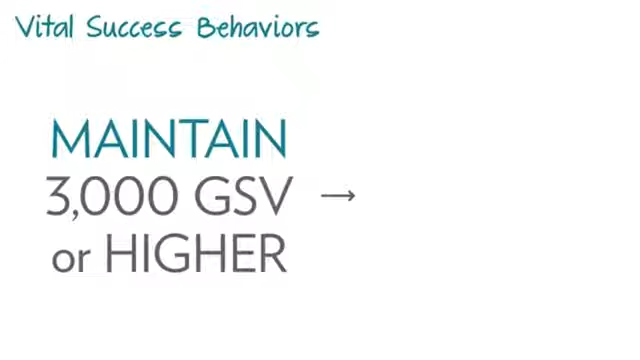 Vital Success Behaviors
MAINTAIN
3,000 GSV →
or HIGHER